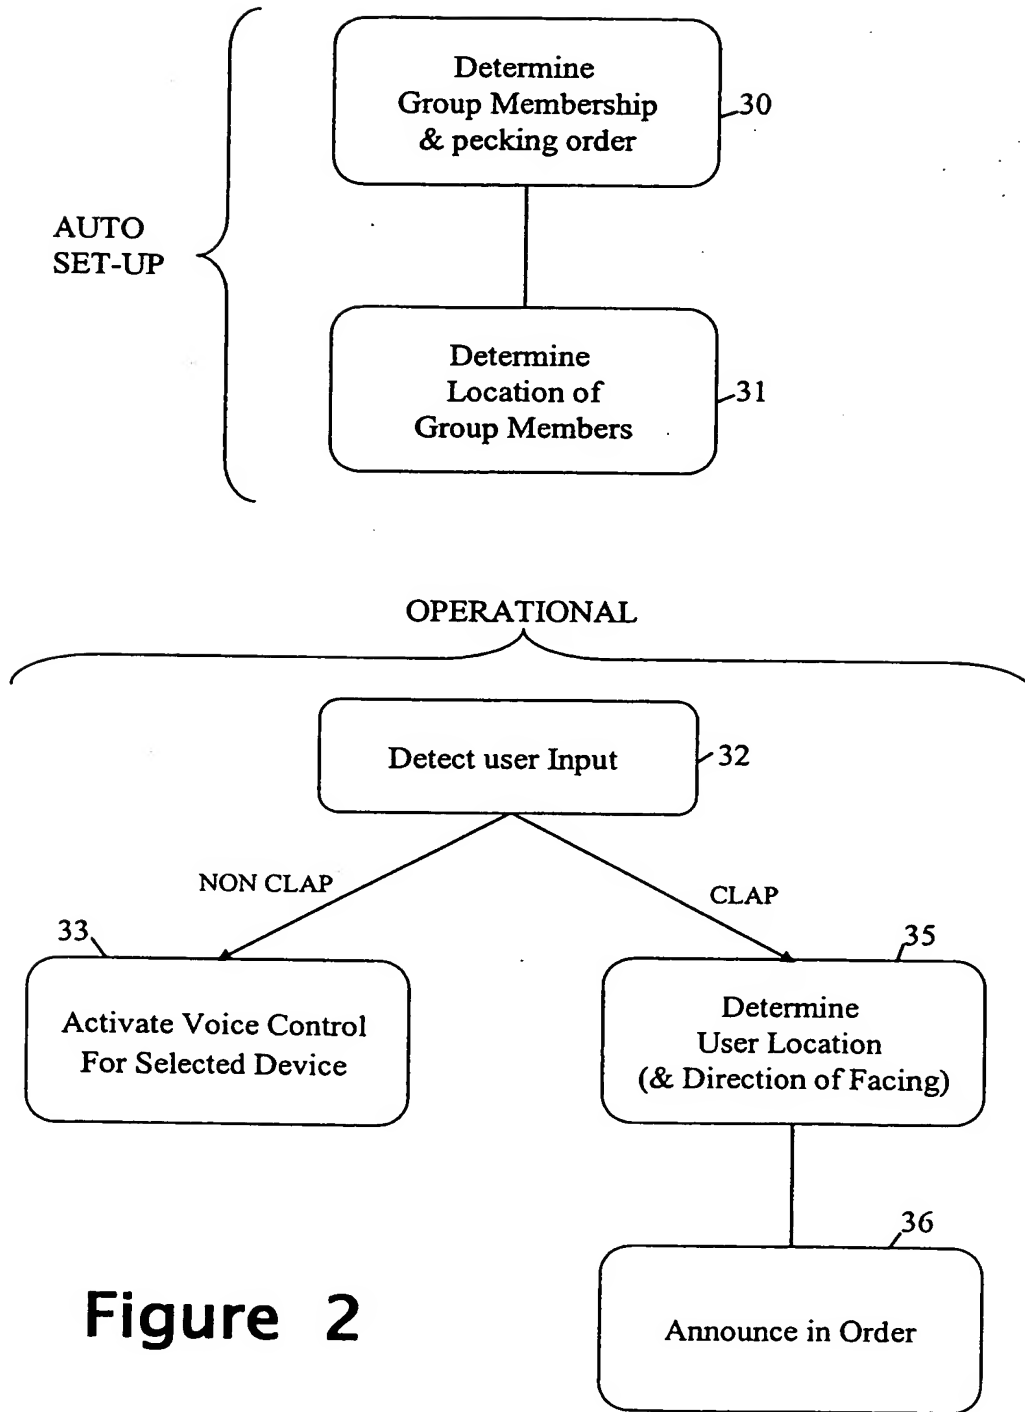 Determine
Group Membership
& pecking order
30
AUTO
SET-UP
Determine
Location of
Group Members
31
OPERATIONAL
Detect user Input
32
NON CLAP
CLAP
33
Activate Voice Control
For Selected Device
35
Determine
User Location
(& Direction of Facing)
36
Announce in Order
Figure 2